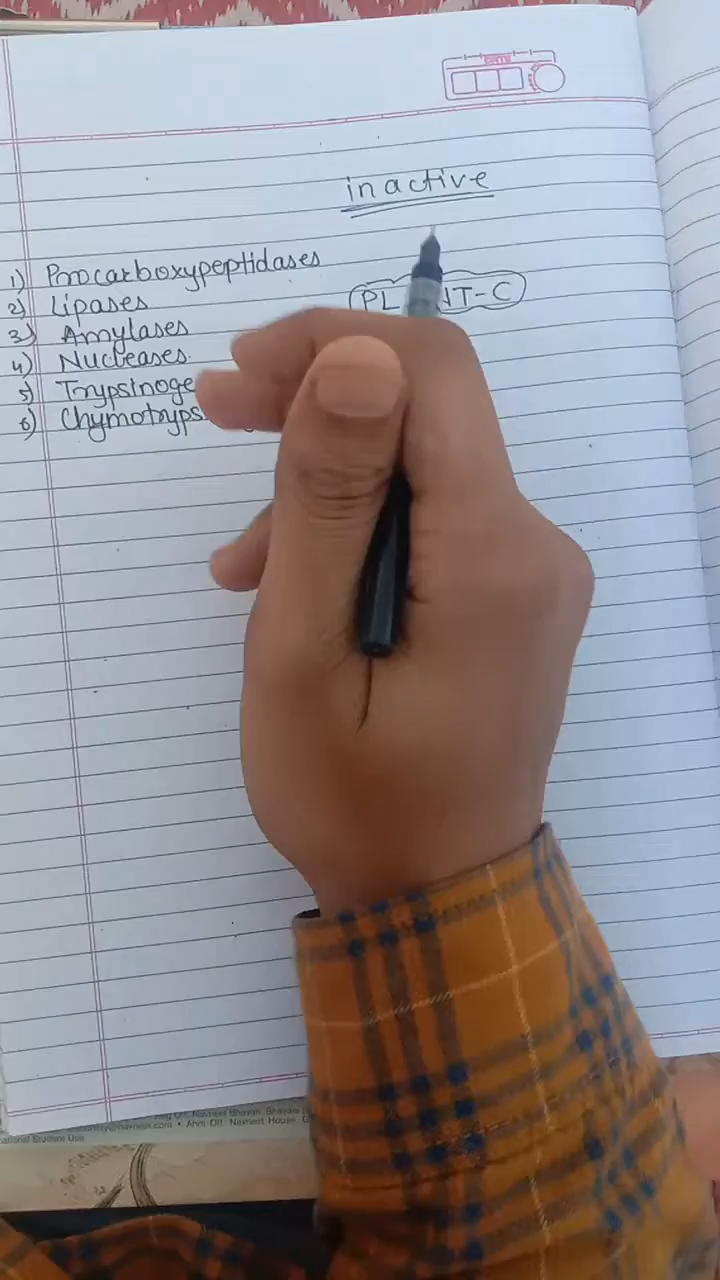 inactive
1) Procarboxypeptidases
2) Lipases
3) Amylases
4) Nucleases
5) Trypsinoge
6) Chymotryps